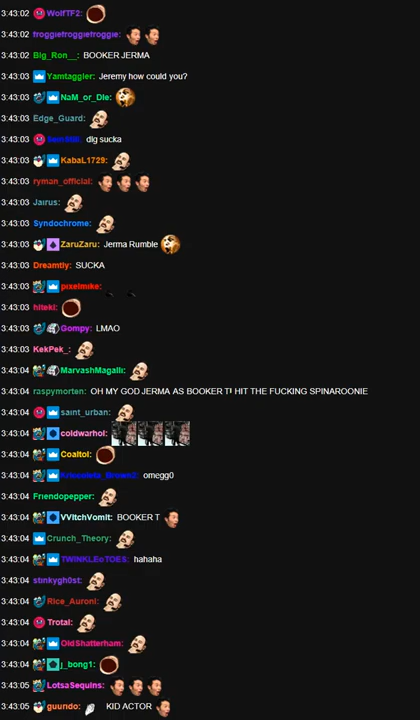 3:43:02 WolfTF2:
3:43:02 froggiefroggiefroggie:
3:43:02 Big_Ron__: BOOKER JERMA
3:43:03 Yamtaggler: Jeremy how could you?
3:43:03 NaM_or_Die:
3:43:03 Edge_Guard:
3:43:03 dig sucka
3:43:03 KabaL1729:
3:43:03 ryman_official:
3:43:03 Jairus:
3:43:03 Syndochrome:
3:43:03 ZaruZaru: Jerma Rumble
3:43:03 Dreamtly: SUCKA
3:43:03 pixelmike:
3:43:03 hitekl:
3:43:03 Gompy: LMAO
3:43:03 KekPek_:
3:43:04 MarvashMagalli:
3:43:04 raspymorten: OH MY GOD JERMA AS BOOKER T! HIT THE FUCKING SPINAROONIE
3:43:04 saint_urban:
3:43:04 coldwarhol:
3:43:04 Coaltol:
3:43:04 omegg0
3:43:04 Friendopepper:
3:43:04 VVitchVomit: BOOKER T
3:43:04 Crunch_Theory:
3:43:04 TWiNKLEoTOES: hahaha
3:43:04 stinkygh0st:
3:43:04 Rice_Auroni:
3:43:04 Trotal:
3:43:04 OldShatterham:
3:43:04 j_bong1:
3:43:05 LotsaSequins:
3:43:05 guurido: KID ACTOR